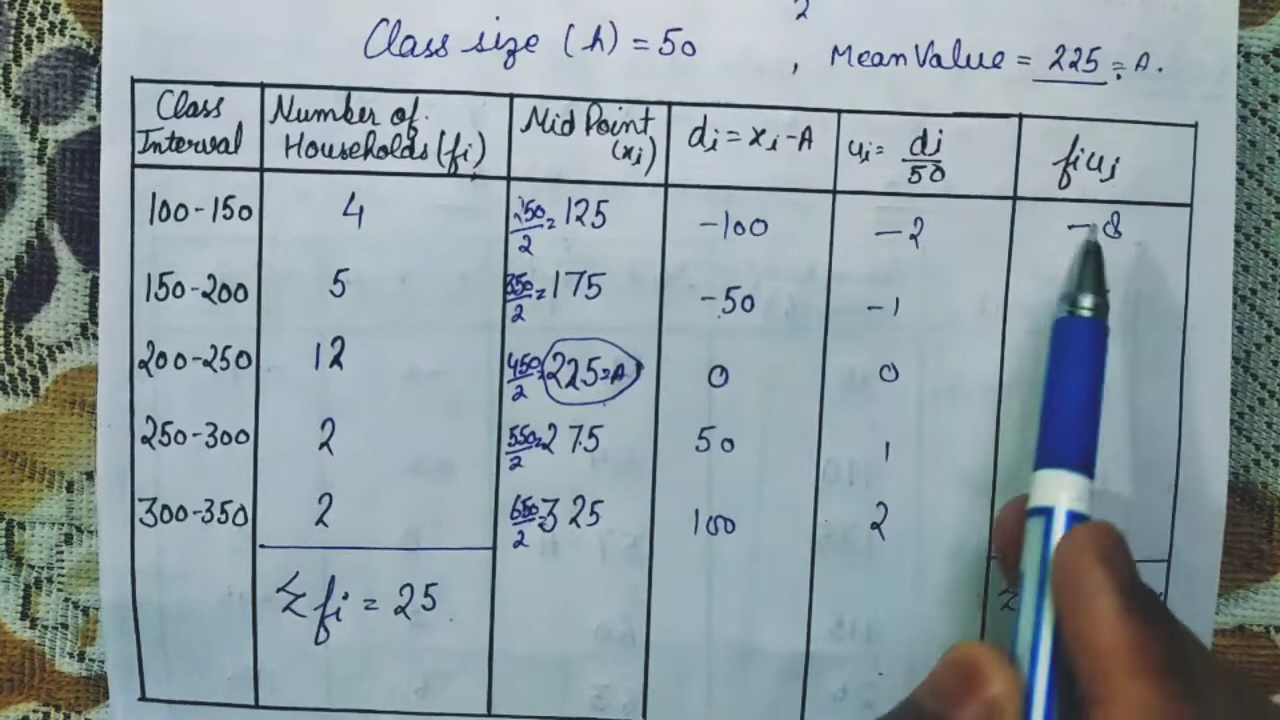 2
Class size (h) = 50 , Mean Value = 225 = A.
Class Interval Number of Households (fi) Mid Point (xi) di = xi - A ui = di/50 fiui
100-150 4 250/2 = 125 -100 -2 -8
150-200 5 350/2 = 175 -50 -1
200-250 12 450/2 = 225 = A 0 0
250-300 2 550/2 = 275 50 1
300-350 2 650/2 = 325 100 2
Σfi = 25